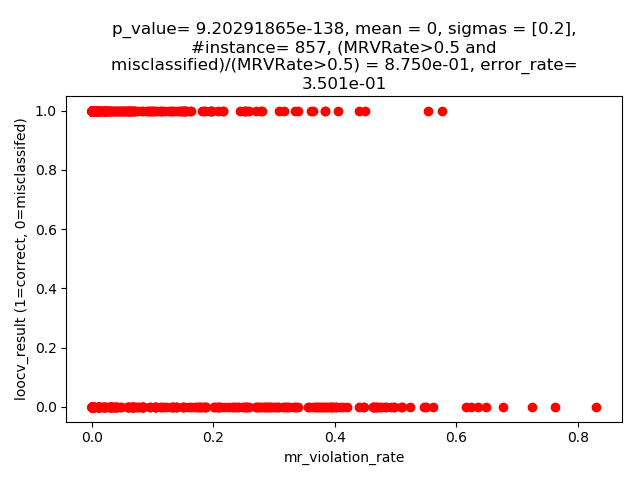 p_value= 9.20291865e-138, mean = 0, sigmas = [0.2],
#instance= 857, (MRVRate>0.5 and
misclassified)/(MRVRate>0.5) = 8.750e-01, error_rate=
3.501e-01
1.0
0.8
0.6
0.4
0.2
0.0
loocv_result (1=correct, 0=misclassifed)
0.0 0.2 0.4 0.6 0.8
mr_violation_rate